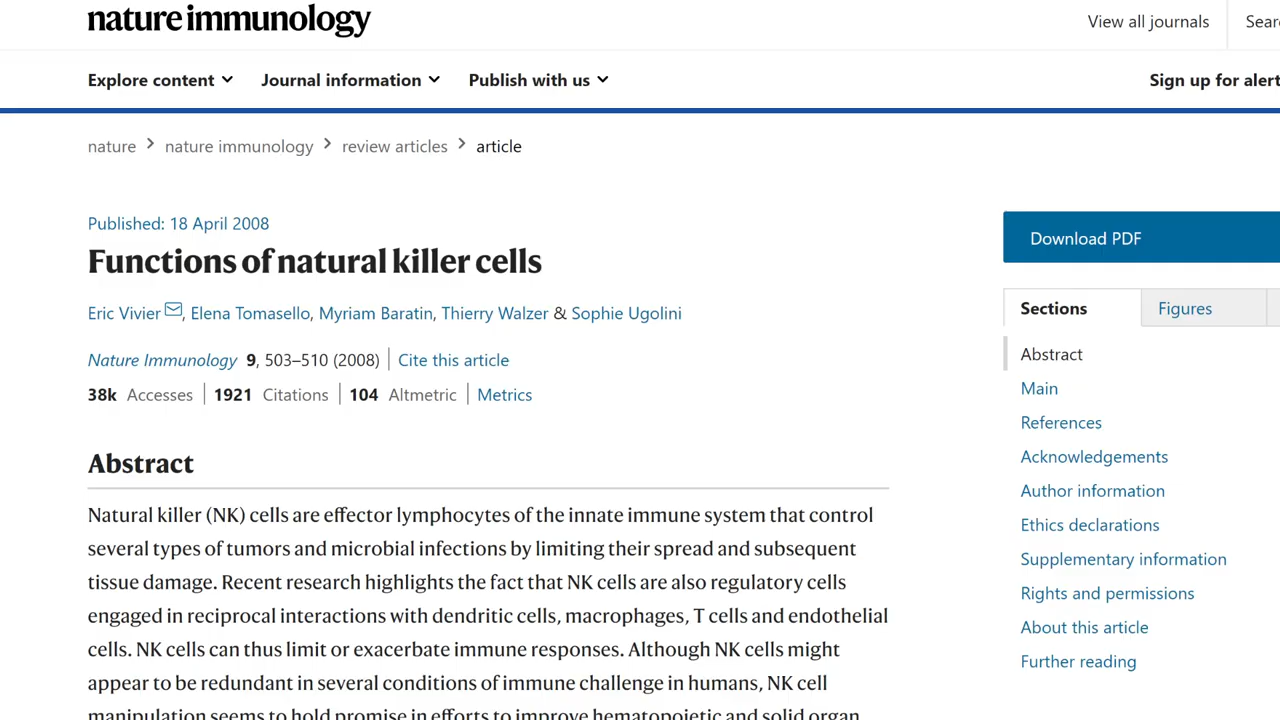 nature immunology
View all journals
Explore content Journal information Publish with us
Sign up for
nature > nature immunology > review articles > article
Published: 18 April 2008
Functions of natural killer cells
Download PDF
Eric Vivier, Elena Tomasello, Myriam Baratin, Thierry Walzer & Sophie Ugolini
Nature Immunology 9, 503–510 (2008) | Cite this article
38k Accesses | 1921 Citations | 104 Altmetric | Metrics
Abstract
Natural killer (NK) cells are effector lymphocytes of the innate immune system that control
several types of tumors and microbial infections by limiting their spread and subsequent
tissue damage. Recent research highlights the fact that NK cells are also regulatory cells
engaged in reciprocal interactions with dendritic cells, macrophages, T cells and endothelial
cells. NK cells can thus limit or exacerbate immune responses. Although NK cells might
appear to be redundant in several conditions of immune challenge in humans, NK cell
manipulation seems to hold promise in efforts to improve hematopoietic and solid organ
Sections Figures
Abstract
Main
References
Acknowledgements
Author information
Ethics declarations
Supplementary information
Rights and permissions
About this article
Further reading